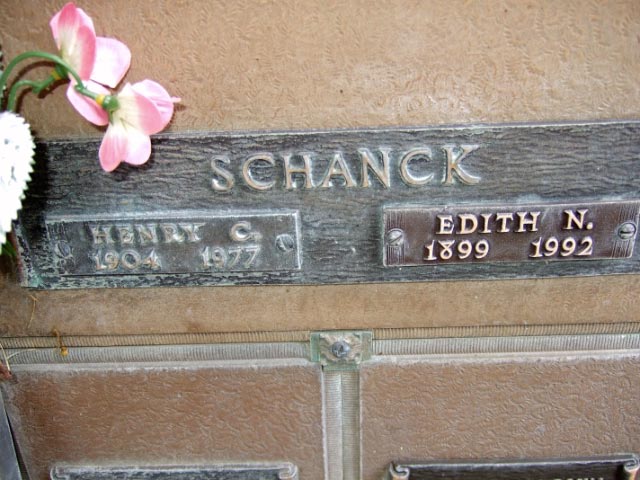 SCHANCK
HENRY C.
1904 1977
EDITH N.
1899 1992